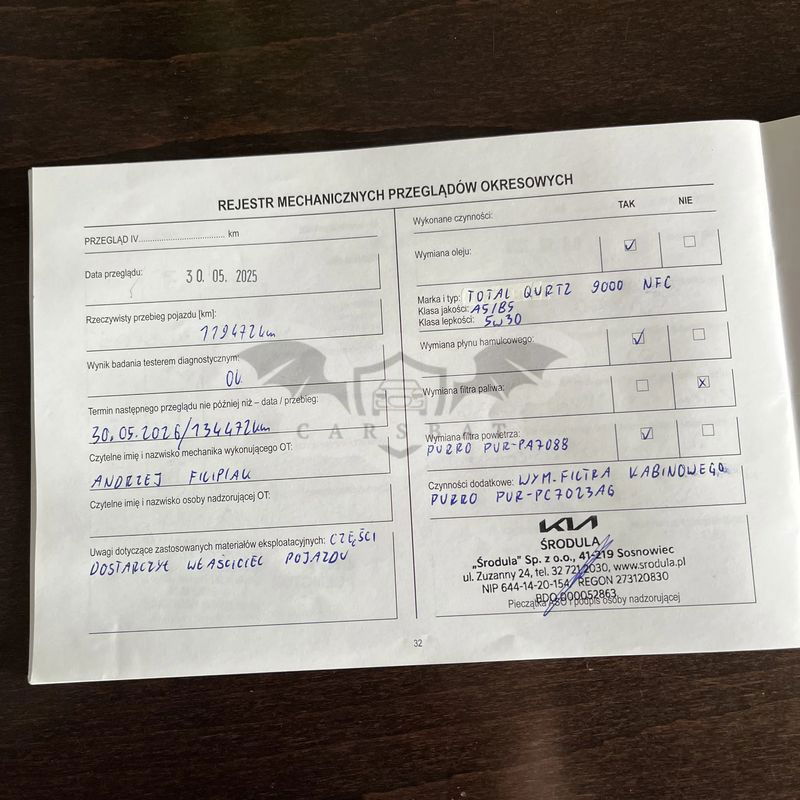 REJESTR MECHANICZNYCH PRZEGLĄDÓW OKRESOWYCH
PRZEGLĄD IV.................................. km
Data przeglądu:
30. 05. 2025
Rzeczywisty przebieg pojazdu [km]:
119472km
Wynik badania testerem diagnostycznym:
Ok
Termin następnego przeglądu nie później niż – data / przebieg:
30.05.2026/134472km
Czytelne imię i nazwisko mechanika wykonującego OT:
ANDRZEJ FILIPIAK
Czytelne imię i nazwisko osoby nadzorującej OT:
Uwagi dotyczące zastosowanych materiałów eksploatacyjnych: CZĘŚCI
DOSTARCZYŁ WŁAŚCICIEL POJAZDU
Wykonane czynności:
TAK
NIE
Wymiana oleju:
Marka i typ: TOTAL QURTZ 9000 NFC
Klasa jakości: A5/B5
Klasa lepkości: 5w30
Wymiana płynu hamulcowego:
Wymiana filtra paliwa:
Wymiana filtra powietrza:
PURRO PUR-PA7088
Czynności dodatkowe: WYM. FILTRA KABINOWEGO
PURRO PUR-PC7023AG
KIA
ŚRODULA
„Środula" Sp. z o.o., 41-219 Sosnowiec
ul. Zuzanny 24, tel. 32 721 2030, www.srodula.pl
NIP 644-14-20-154 REGON 273120830
BDO 000052863
Pieczątka ASO i podpis osoby nadzorującej
32
CARSBAT